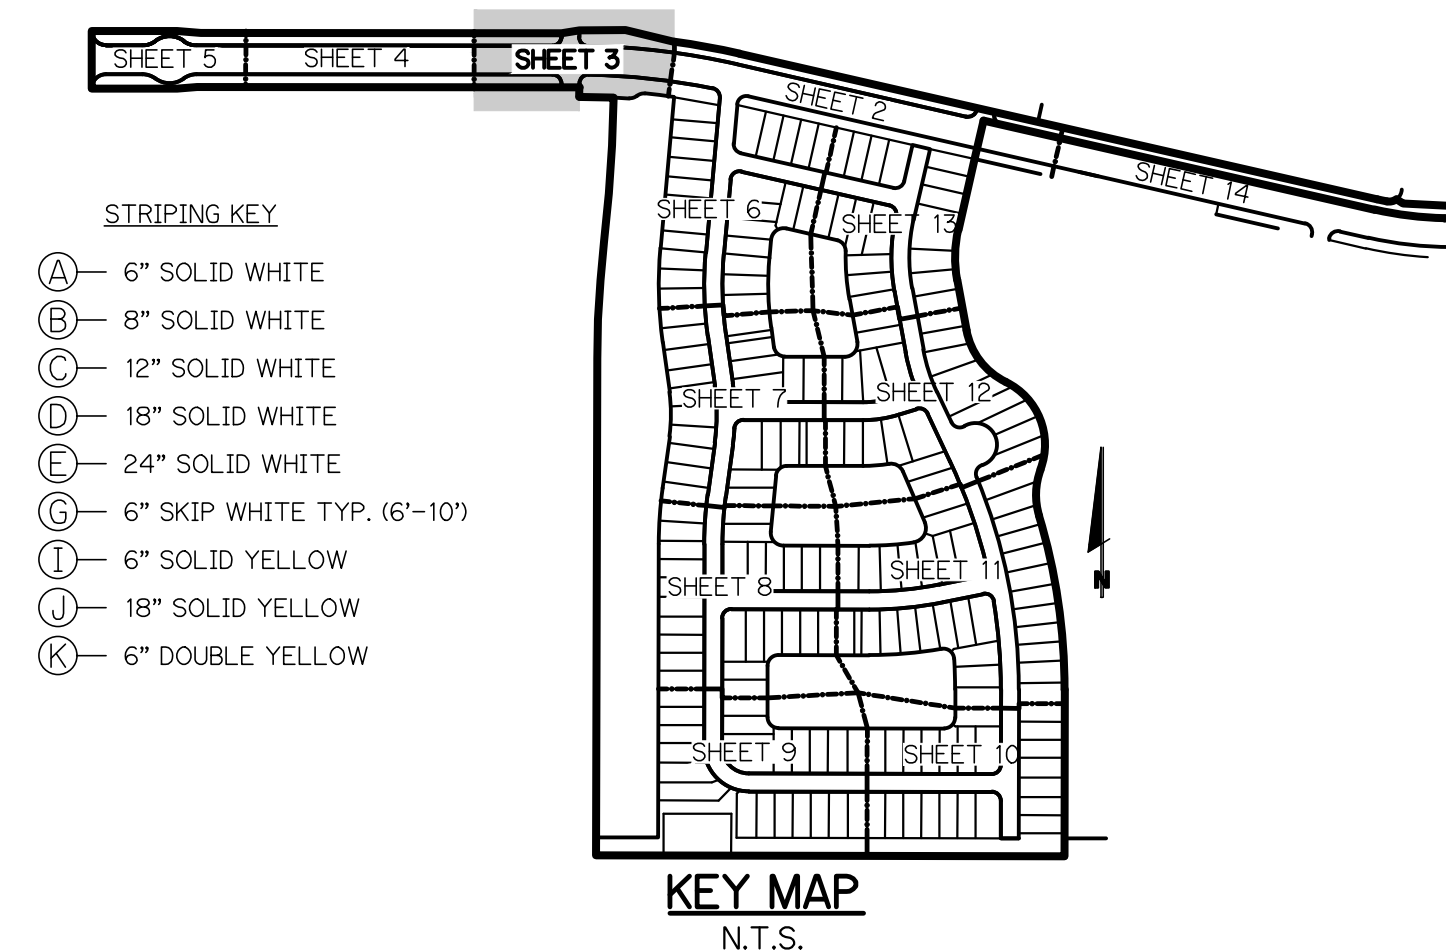 SHEET 5
SHEET 4
SHEET 3
SHEET 2
SHEET 14
SHEET 6
SHEET 13
STRIPING KEY
A 6” SOLID WHITE
B 8” SOLID WHITE
C 12” SOLID WHITE
D 18” SOLID WHITE
E 24” SOLID WHITE
G 6” SKIP WHITE TYP. (6’-10’)
I 6” SOLID YELLOW
J 18” SOLID YELLOW
K 6” DOUBLE YELLOW
SHEET 7
SHEET 12
SHEET 8
SHEET 11
N
SHEET 9
SHEET 10
KEY MAP
N.T.S.